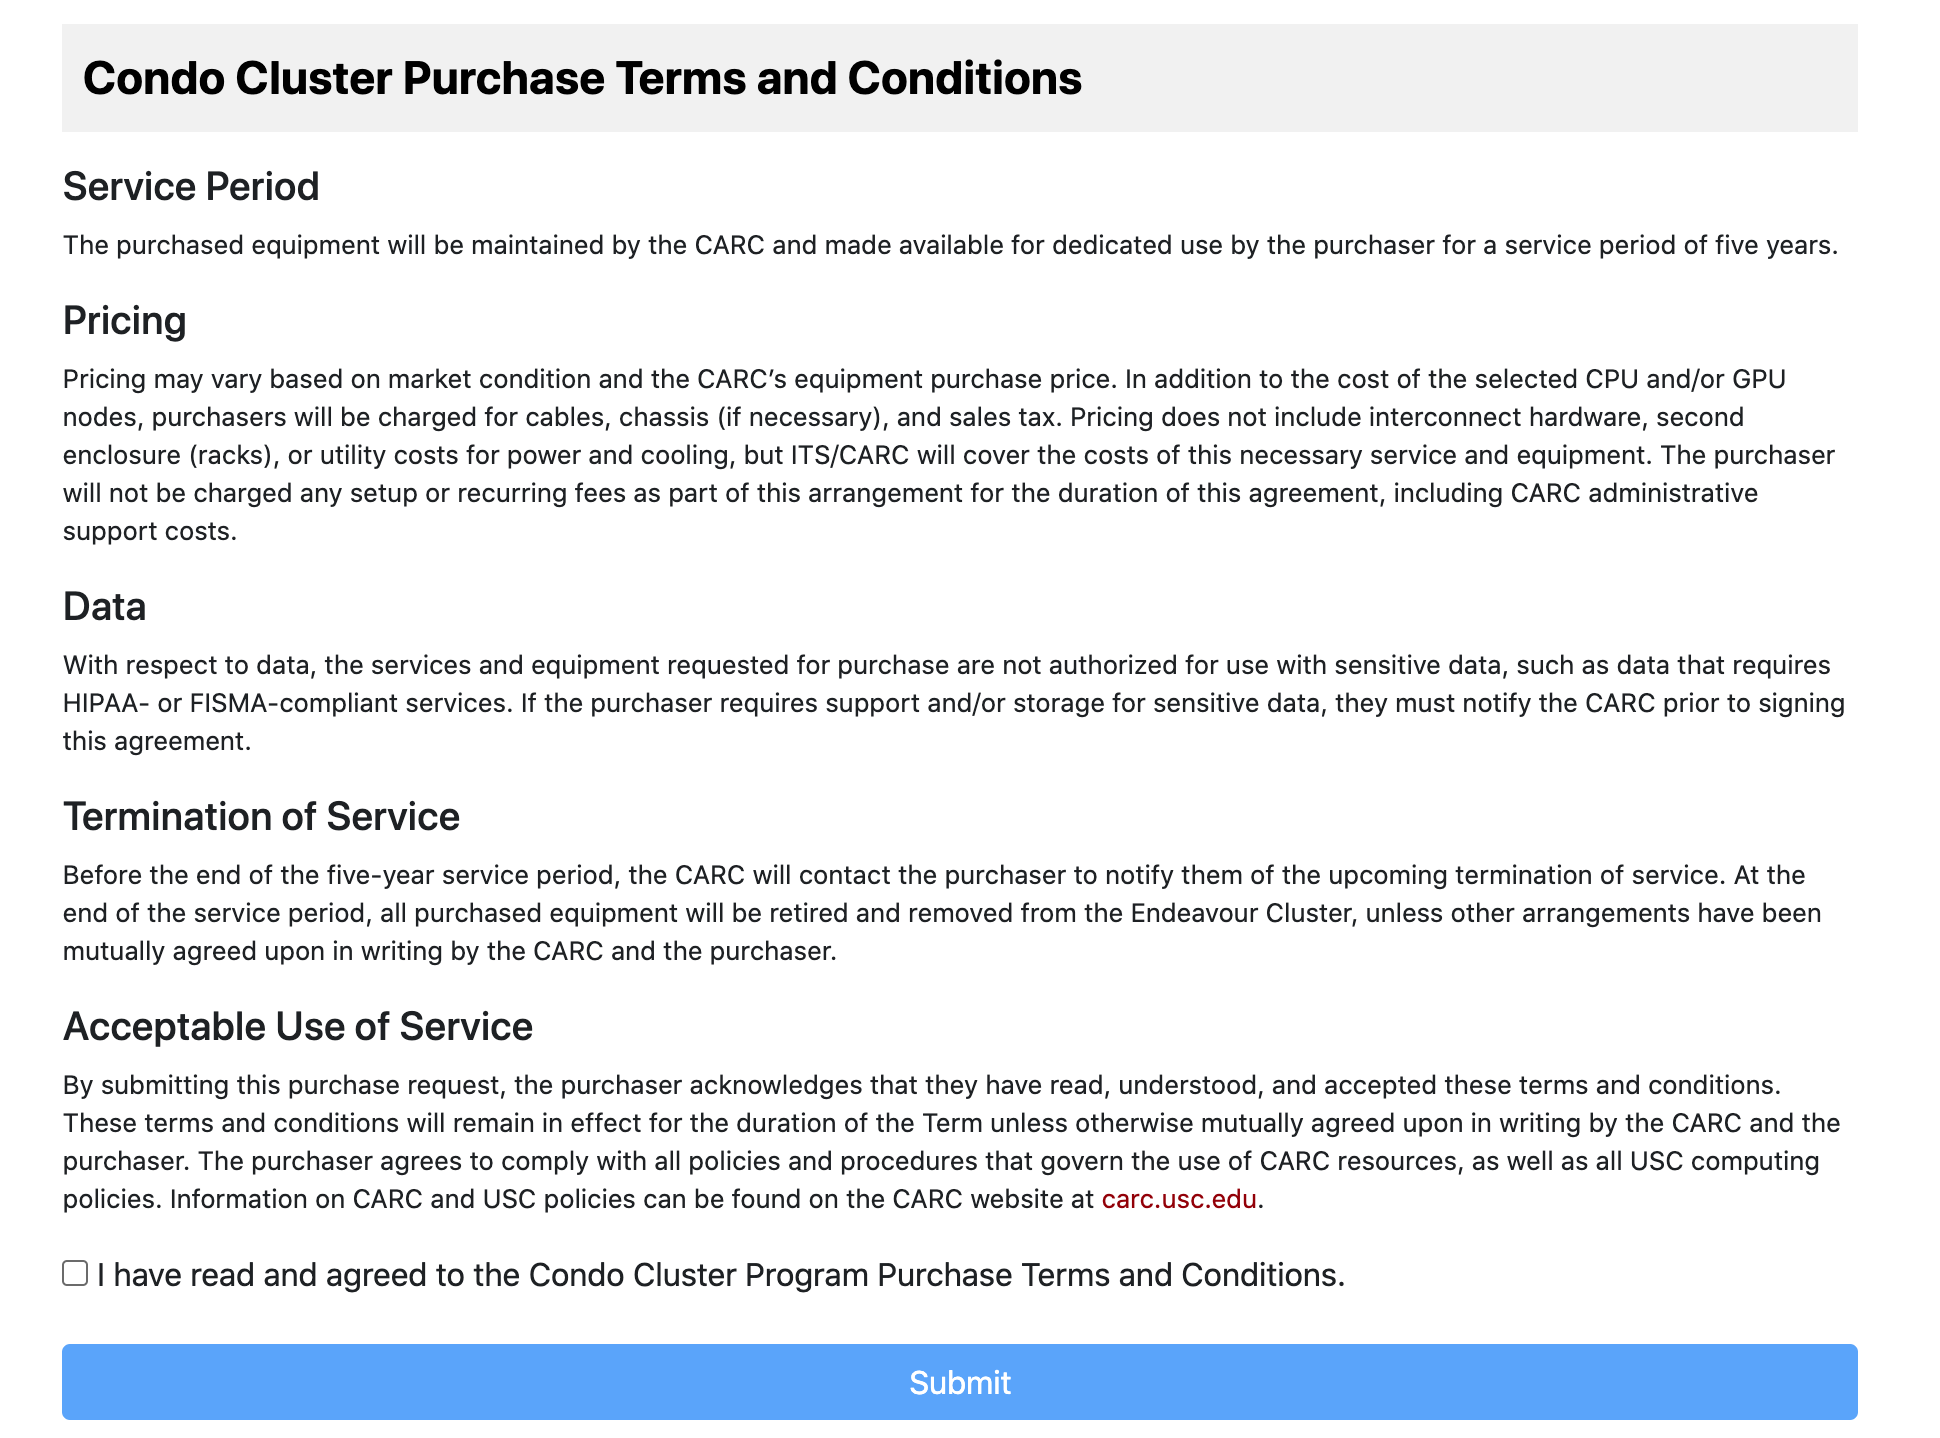 Condo Cluster Purchase Terms and Conditions
Service Period
The purchased equipment will be maintained by the CARC and made available for dedicated use by the purchaser for a service period of five years.
Pricing
Pricing may vary based on market condition and the CARC’s equipment purchase price. In addition to the cost of the selected CPU and/or GPU
nodes, purchasers will be charged for cables, chassis (if necessary), and sales tax. Pricing does not include interconnect hardware, second
enclosure (racks), or utility costs for power and cooling, but ITS/CARC will cover the costs of this necessary service and equipment. The purchaser
will not be charged any setup or recurring fees as part of this arrangement for the duration of this agreement, including CARC administrative
support costs.
Data
With respect to data, the services and equipment requested for purchase are not authorized for use with sensitive data, such as data that requires
HIPAA- or FISMA-compliant services. If the purchaser requires support and/or storage for sensitive data, they must notify the CARC prior to signing
this agreement.
Termination of Service
Before the end of the five-year service period, the CARC will contact the purchaser to notify them of the upcoming termination of service. At the
end of the service period, all purchased equipment will be retired and removed from the Endeavour Cluster, unless other arrangements have been
mutually agreed upon in writing by the CARC and the purchaser.
Acceptable Use of Service
By submitting this purchase request, the purchaser acknowledges that they have read, understood, and accepted these terms and conditions.
These terms and conditions will remain in effect for the duration of the Term unless otherwise mutually agreed upon in writing by the CARC and the
purchaser. The purchaser agrees to comply with all policies and procedures that govern the use of CARC resources, as well as all USC computing
policies. Information on CARC and USC policies can be found on the CARC website at carc.usc.edu.
I have read and agreed to the Condo Cluster Program Purchase Terms and Conditions.
Submit